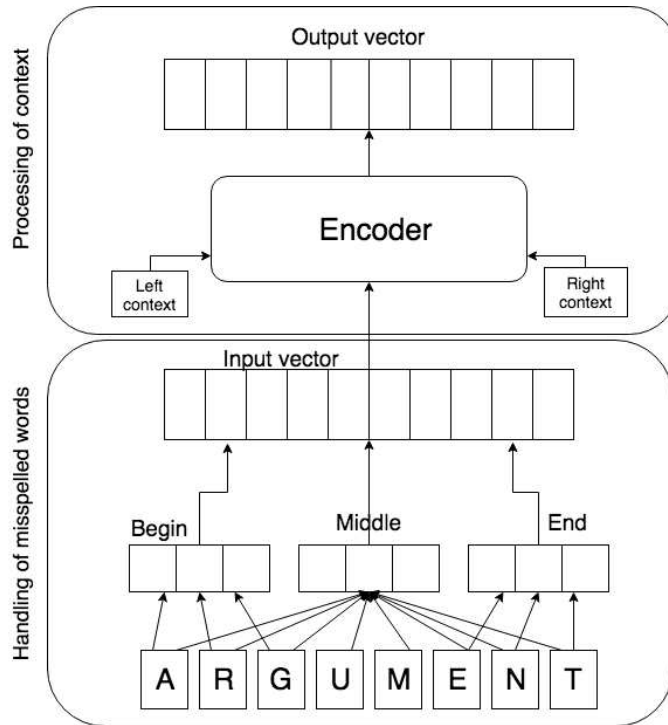 Processing of context
Output vector
Encoder
Left
context
Right
context
Handling of misspelled words
Input vector
Begin
Middle
End
A R G U M E N T